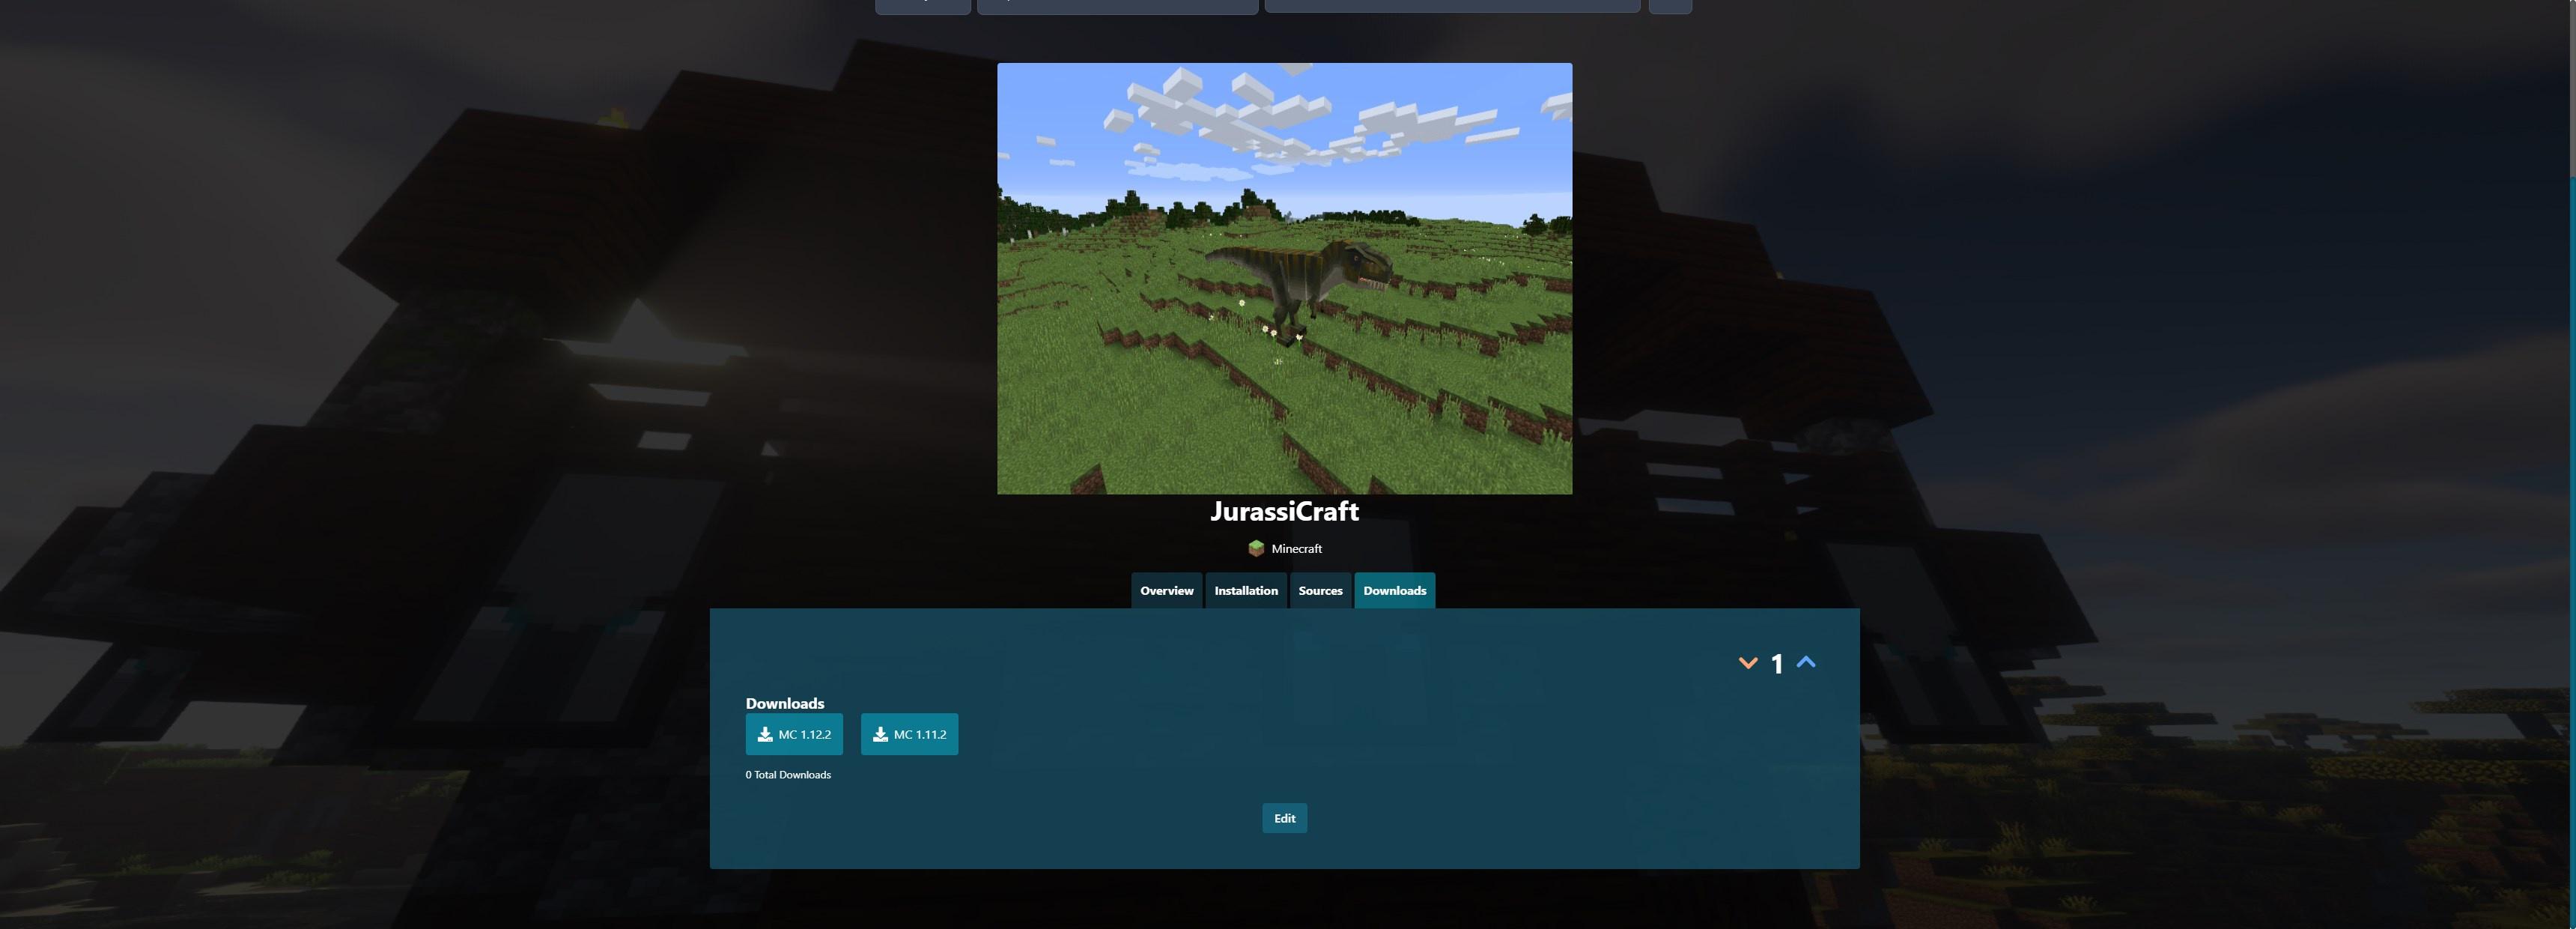 JurassiCraft
Minecraft
Overview Installation Sources Downloads
1
Downloads
MC 1.12.2 MC 1.11.2
0 Total Downloads
Edit